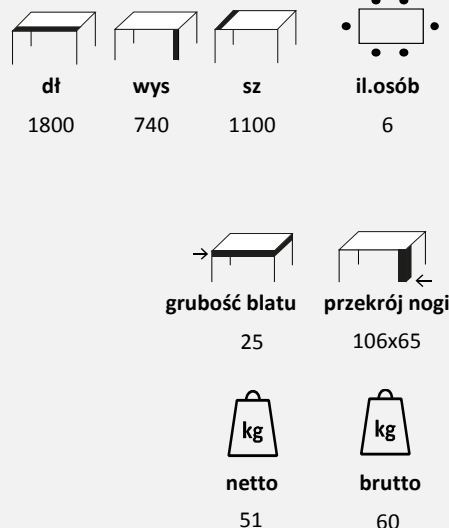 dł wys sz il.osób
1800 740 1100 6
grubość blatu przekrój nogi
25 106x65
kg kg
netto brutto
51 60